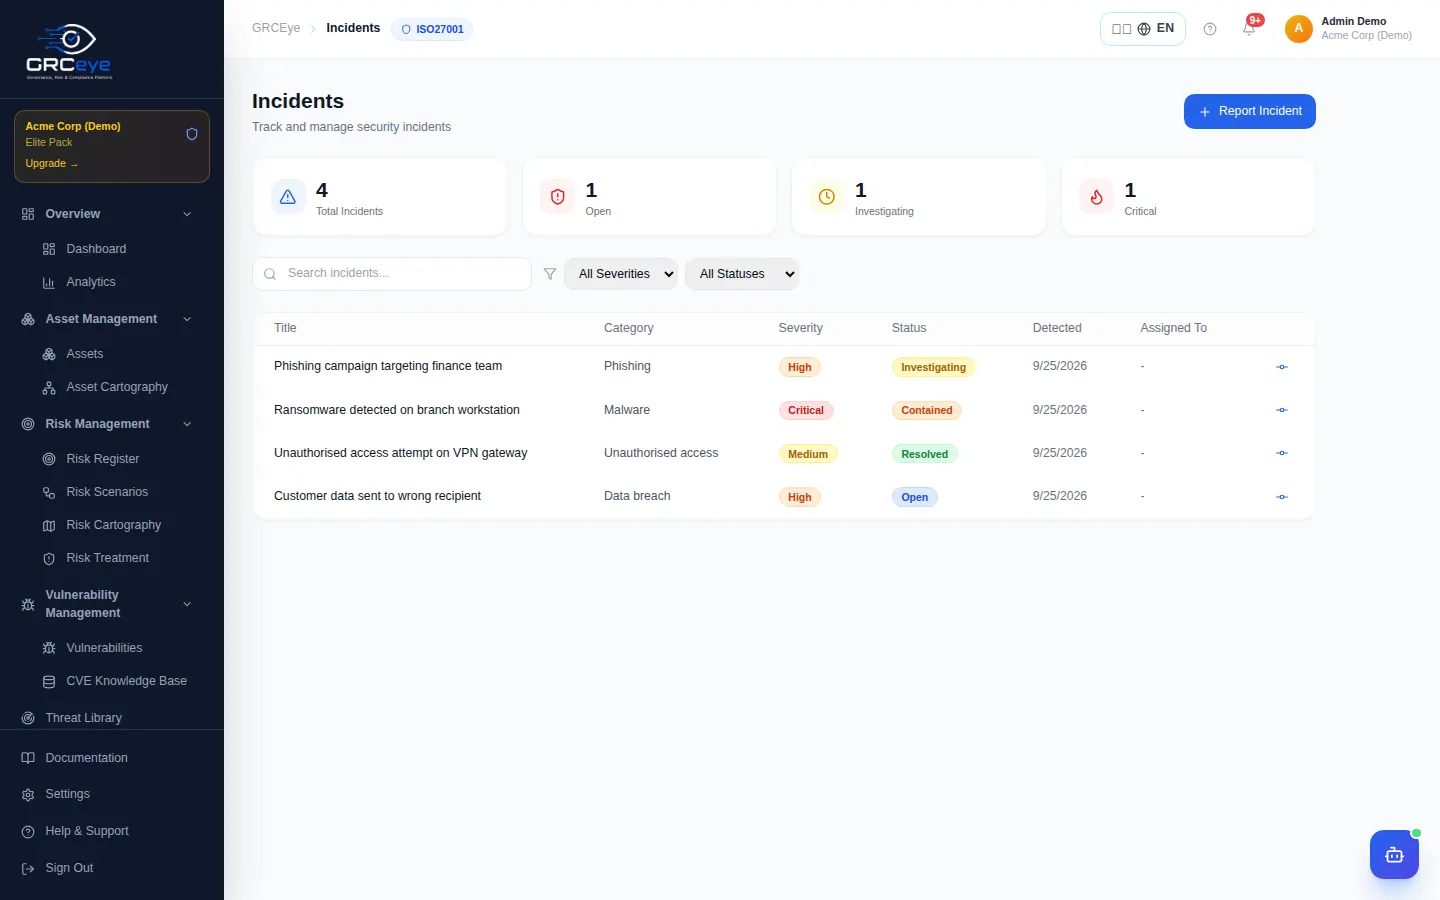 GRCeye
Governance, Risk & Compliance Platform
Acme Corp (Demo)
Elite Pack
Upgrade →
Overview
Dashboard
Analytics
Asset Management
Assets
Asset Cartography
Risk Management
Risk Register
Risk Scenarios
Risk Cartography
Risk Treatment
Vulnerability
Management
Vulnerabilities
CVE Knowledge Base
Threat Library
Documentation
Settings
Help & Support
Sign Out
GRCEye > Incidents ISO27001
EN
9+
A
Admin Demo
Acme Corp (Demo)
Incidents
Track and manage security incidents
+ Report Incident
4
Total Incidents
1
Open
1
Investigating
1
Critical
Search incidents...
All Severities
All Statuses
Title Category Severity Status Detected Assigned To
Phishing campaign targeting finance team Phishing High Investigating 9/25/2026 -
Ransomware detected on branch workstation Malware Critical Contained 9/25/2026 -
Unauthorised access attempt on VPN gateway Unauthorised access Medium Resolved 9/25/2026 -
Customer data sent to wrong recipient Data breach High Open 9/25/2026 -